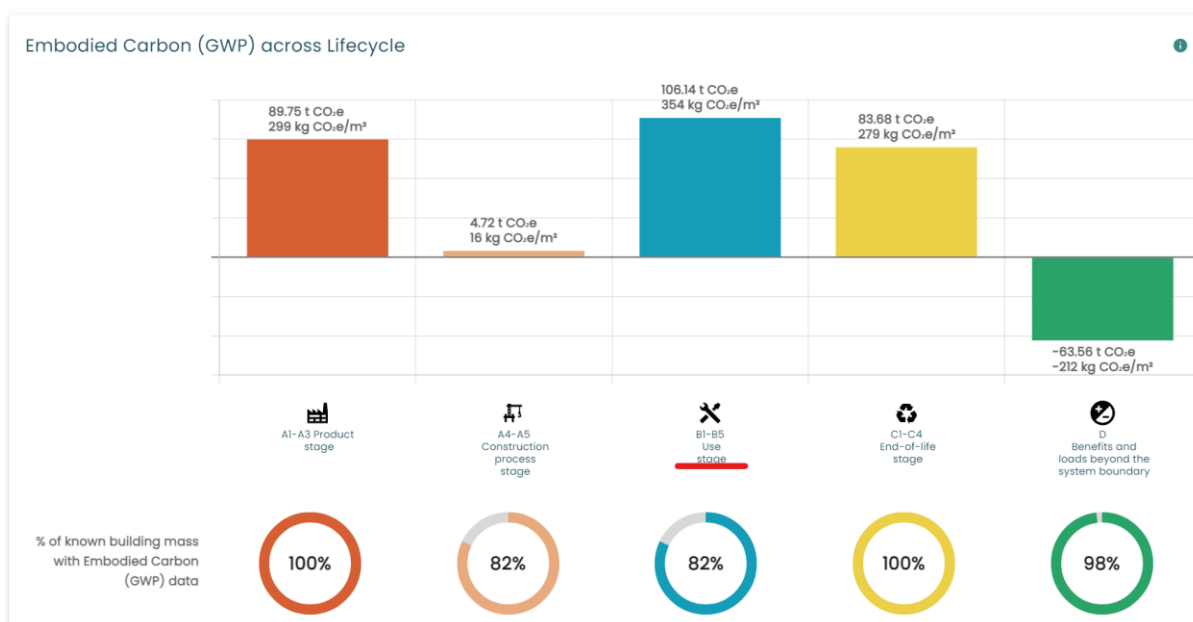 Embodied Carbon (GWP) across Lifecycle
89.75 t CO₂e
299 kg CO₂e/m²
4.72 t CO₂e
16 kg CO₂e/m²
106.14 t CO₂e
354 kg CO₂e/m²
83.68 t CO₂e
279 kg CO₂e/m²
-63.56 t CO₂e
-212 kg CO₂e/m²
A1-A3 Product
stage
A4-A5
Construction
process
stage
B1-B5
Use
stage
C1-C4
End-of-life
stage
D
Benefits and
loads beyond the
system boundary
% of known building mass
with Embodied Carbon
(GWP) data
100%
82%
82%
100%
98%